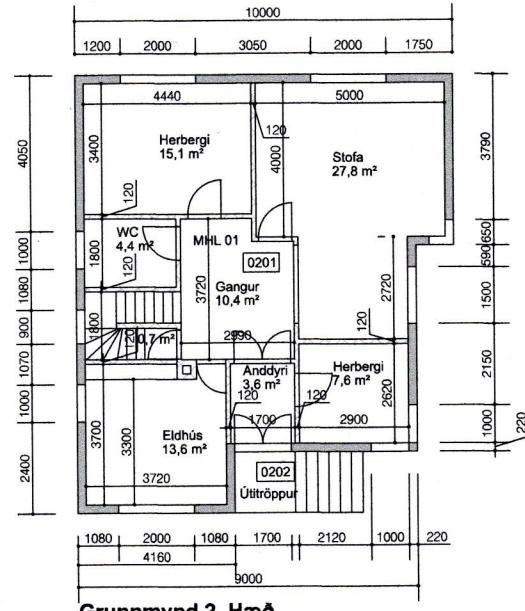 10000
1200 2000 3050 2000 1750
4440 5000
4050
1000
1080
900
1070
1000
2400
3790
650
590
1500
2150
1000
220
3400
120
Herbergi
15,1 m²
120
4000
Stofa
27,8 m²
WC
4,4 m²
1800
120
MHL 01
0201
Gangur
10,4 m²
3720
2720
1800
120
0,7 m²
2990
120
Anddyri
3,6 m²
120
1700
Herbergi
7,6 m²
120
2620
2900
3700
3300
Eldhús
13,6 m²
3720
0202
Útitröppur
1080 2000 1080 1700 2120 1000 220
4160
9000
Grunnmynd 2. Hæð